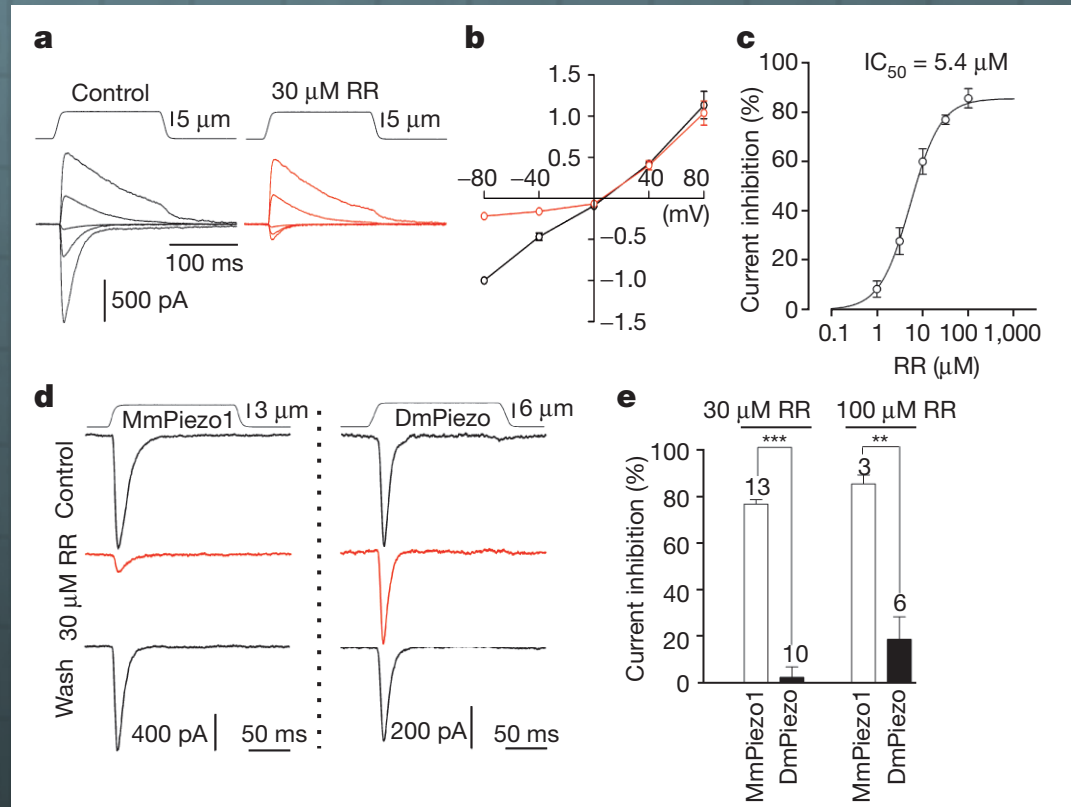 a
Control
30 μM RR
5 μm
5 μm
100 ms
500 pA
b
1.5
1.0
0.5
−80 −40 40 80
(mV)
−0.5
−1.0
−1.5
c
IC50 = 5.4 μM
Current inhibition (%)
100
80
60
40
20
0
0.1 1 10 100 1,000
RR (μM)
d
MmPiezo1
3 μm
DmPiezo
6 μm
Control
30 μM RR
Wash
400 pA
50 ms
200 pA
50 ms
e
30 μM RR 100 μM RR
*** **
Current inhibition (%)
100
80
60
40
20
0
13
10
3
6
MmPiezo1
DmPiezo
MmPiezo1
DmPiezo